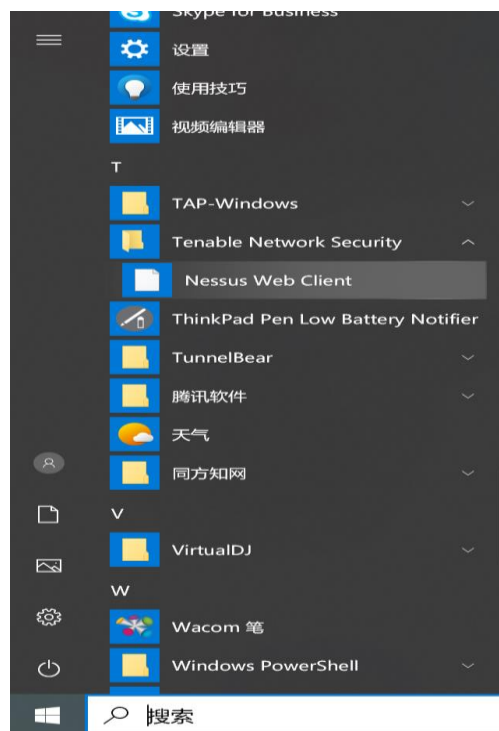 Skype for Business
设置
使用技巧
视频编辑器
T
TAP-Windows
Tenable Network Security
Nessus Web Client
ThinkPad Pen Low Battery Notifier
TunnelBear
腾讯软件
天气
同方知网
V
VirtualDJ
W
Wacom 笔
Windows PowerShell
搜索